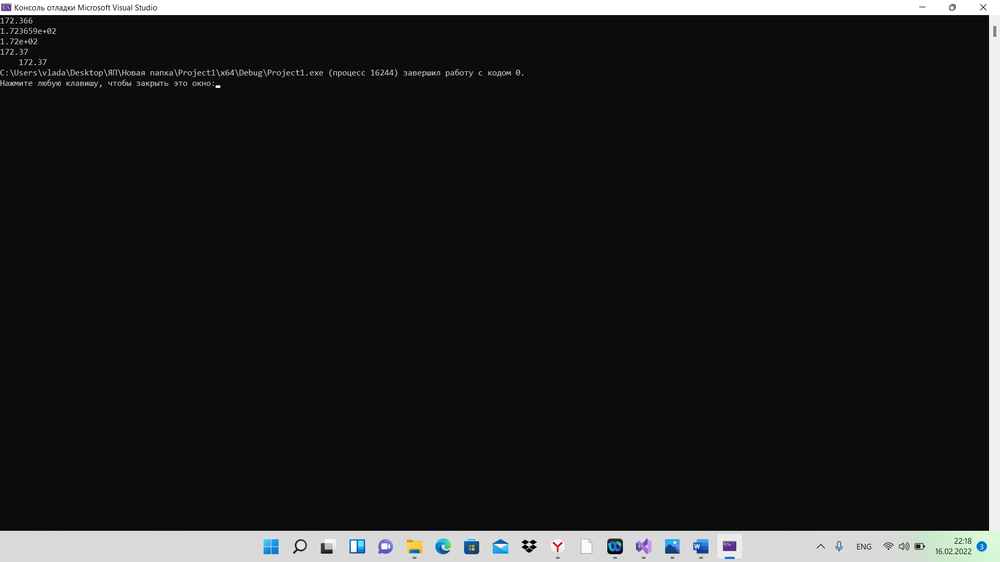 Консоль отладки Microsoft Visual Studio
172.366
1.723659e+02
1.72e+02
172.37
    172.37
C:\Users\vlada\Desktop\ЯП\Новая папка\Project1\x64\Debug\Project1.exe (процесс 16244) завершил работу с кодом 0.
Нажмите любую клавишу, чтобы закрыть это окно:
ENG
22:18
16.02.2022
3